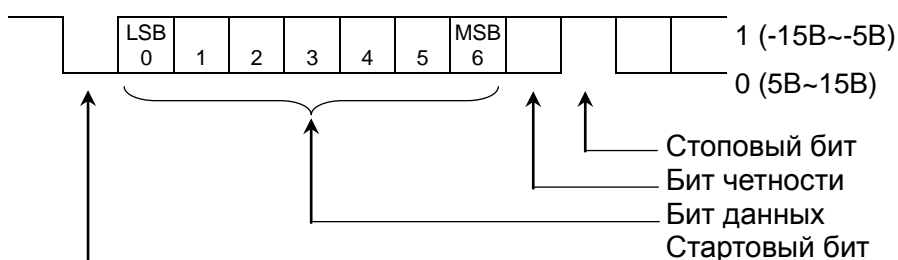 LSB MSB
0 1 2 3 4 5 6
1 (-15В~-5В)
0 (5В~15В)
Стоповый бит
Бит четности
Бит данных
Стартовый бит